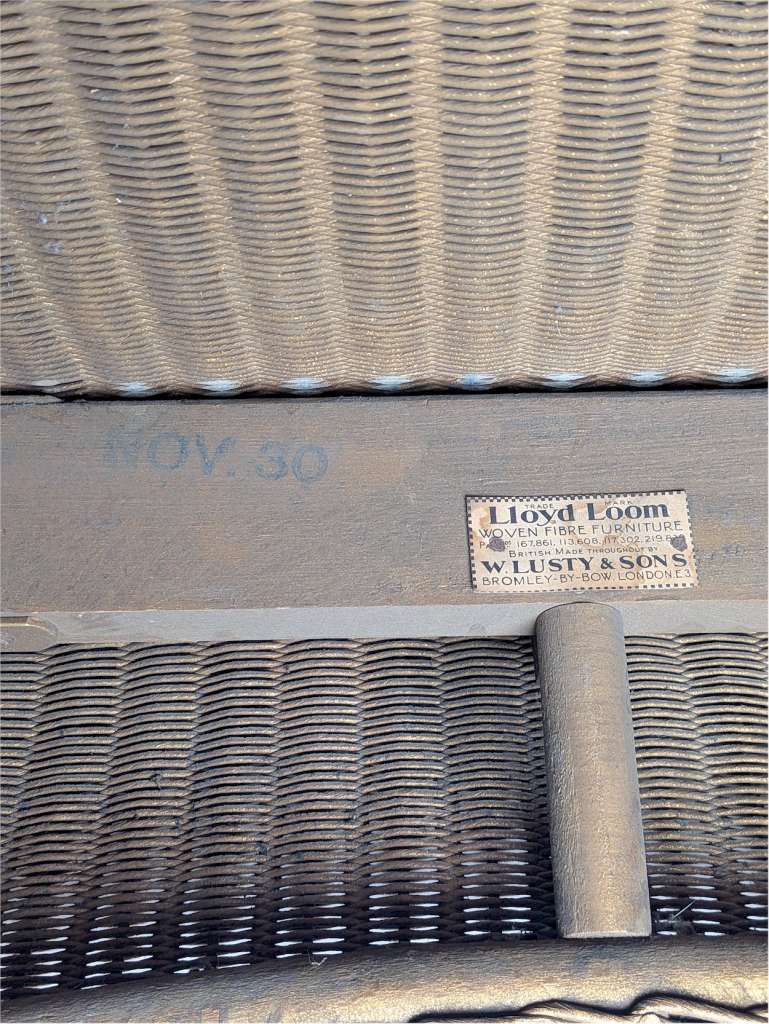 NOV. 30
TRADE MARK
Lloyd Loom
WOVEN FIBRE FURNITURE
167,861, 113,608, 117,302,
BRITISH MADE THROUGHOUT BY
W. LUSTY & SONS
BROMLEY-BY-BOW, LONDON.E3